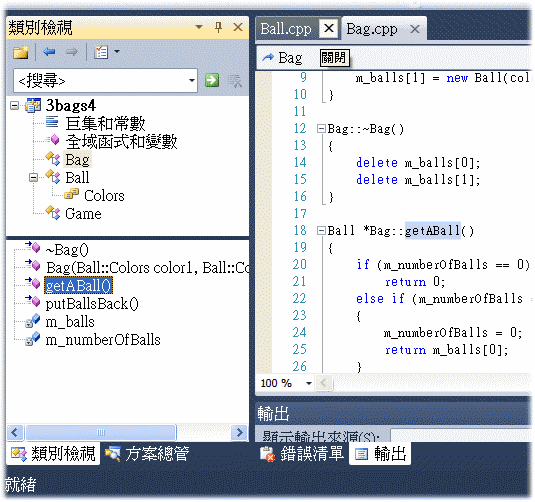 類別檢視
<搜尋>
3bags4
巨集和常數
全域函式和變數
Bag
Ball
Colors
Game
~Bag()
Bag(Ball::Colors color1, Ball::Co
getABall()
putBallsBack()
m_balls
m_numberOfBalls
類別檢視 方案總管
就緒
Ball.cpp Bag.cpp
Bag 關閉
9 m_balls[1] = new Ball(col
10 }
11
12 Bag::~Bag()
13 {
14 delete m_balls[0];
15 delete m_balls[1];
16 }
17
18 Ball *Bag::getABall()
19 {
20 if (m_numberOfBalls == 0)
21 return 0;
22 else if (m_numberOfBalls =
23 {
24 m_numberOfBalls = 0;
25 return m_balls[0];
26 }
100 %
輸出
顯示輸出來源(S):
錯誤清單 輸出